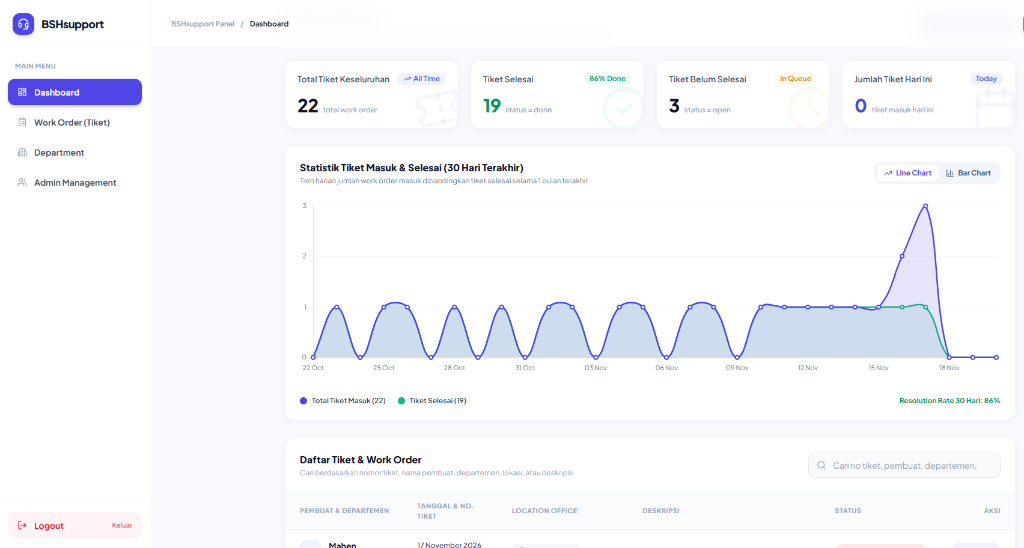 BSHsupport
BSHsupport Panel / Dashboard
MAIN MENU
Dashboard
Work Order (Tiket)
Department
Admin Management
Logout Keluar
Total Tiket Keseluruhan All Time
22 total work order
Tiket Selesai 86% Done
19 status = done
Tiket Belum Selesai In Queue
3 status = open
Jumlah Tiket Hari Ini Today
0 tiket masuk hari ini
Statistik Tiket Masuk & Selesai (30 Hari Terakhir)
Tren harian jumlah work order masuk dibandingkan tiket selesai selama 1 bulan terakhir
Line Chart Bar Chart
3
2
1
0
22 Oct 25 Oct 28 Oct 31 Oct 03 Nov 06 Nov 09 Nov 12 Nov 15 Nov 18 Nov
Total Tiket Masuk (22) Tiket Selesai (19)
Resolution Rate 30 Hari: 86%
Daftar Tiket & Work Order
Cari berdasarkan nomor tiket, nama pembuat, departemen, lokasi, atau deskripsi
Cari no tiket, pembuat, departemen,
PEMBUAT & DEPARTEMEN TANGGAL & NO. TIKET LOCATION OFFICE DESKRIPSI STATUS AKSI
Mahen 17 November 2026